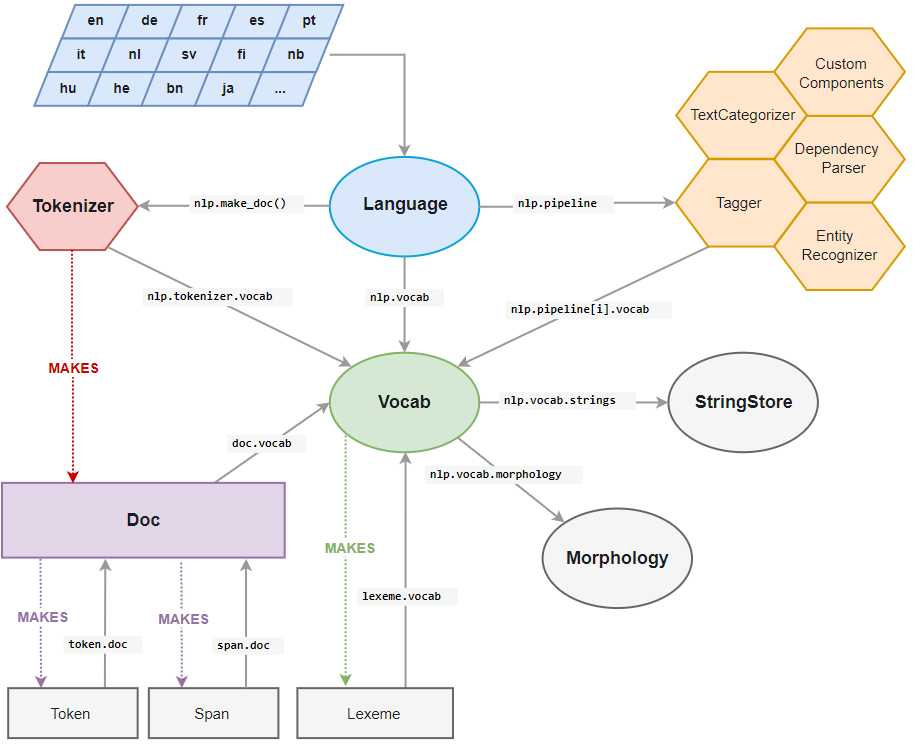 en de fr es pt
it nl sv fi nb
hu he bn ja ...
Custom
Components
TextCategorizer
Dependency
Parser
Tagger
Entity
Recognizer
Tokenizer
nlp.make_doc()
Language
nlp.pipeline
nlp.tokenizer.vocab
nlp.vocab
nlp.pipeline[i].vocab
MAKES
Vocab
nlp.vocab.strings
StringStore
doc.vocab
nlp.vocab.morphology
Doc
MAKES
Morphology
lexeme.vocab
MAKES
MAKES
token.doc
span.doc
Token
Span
Lexeme